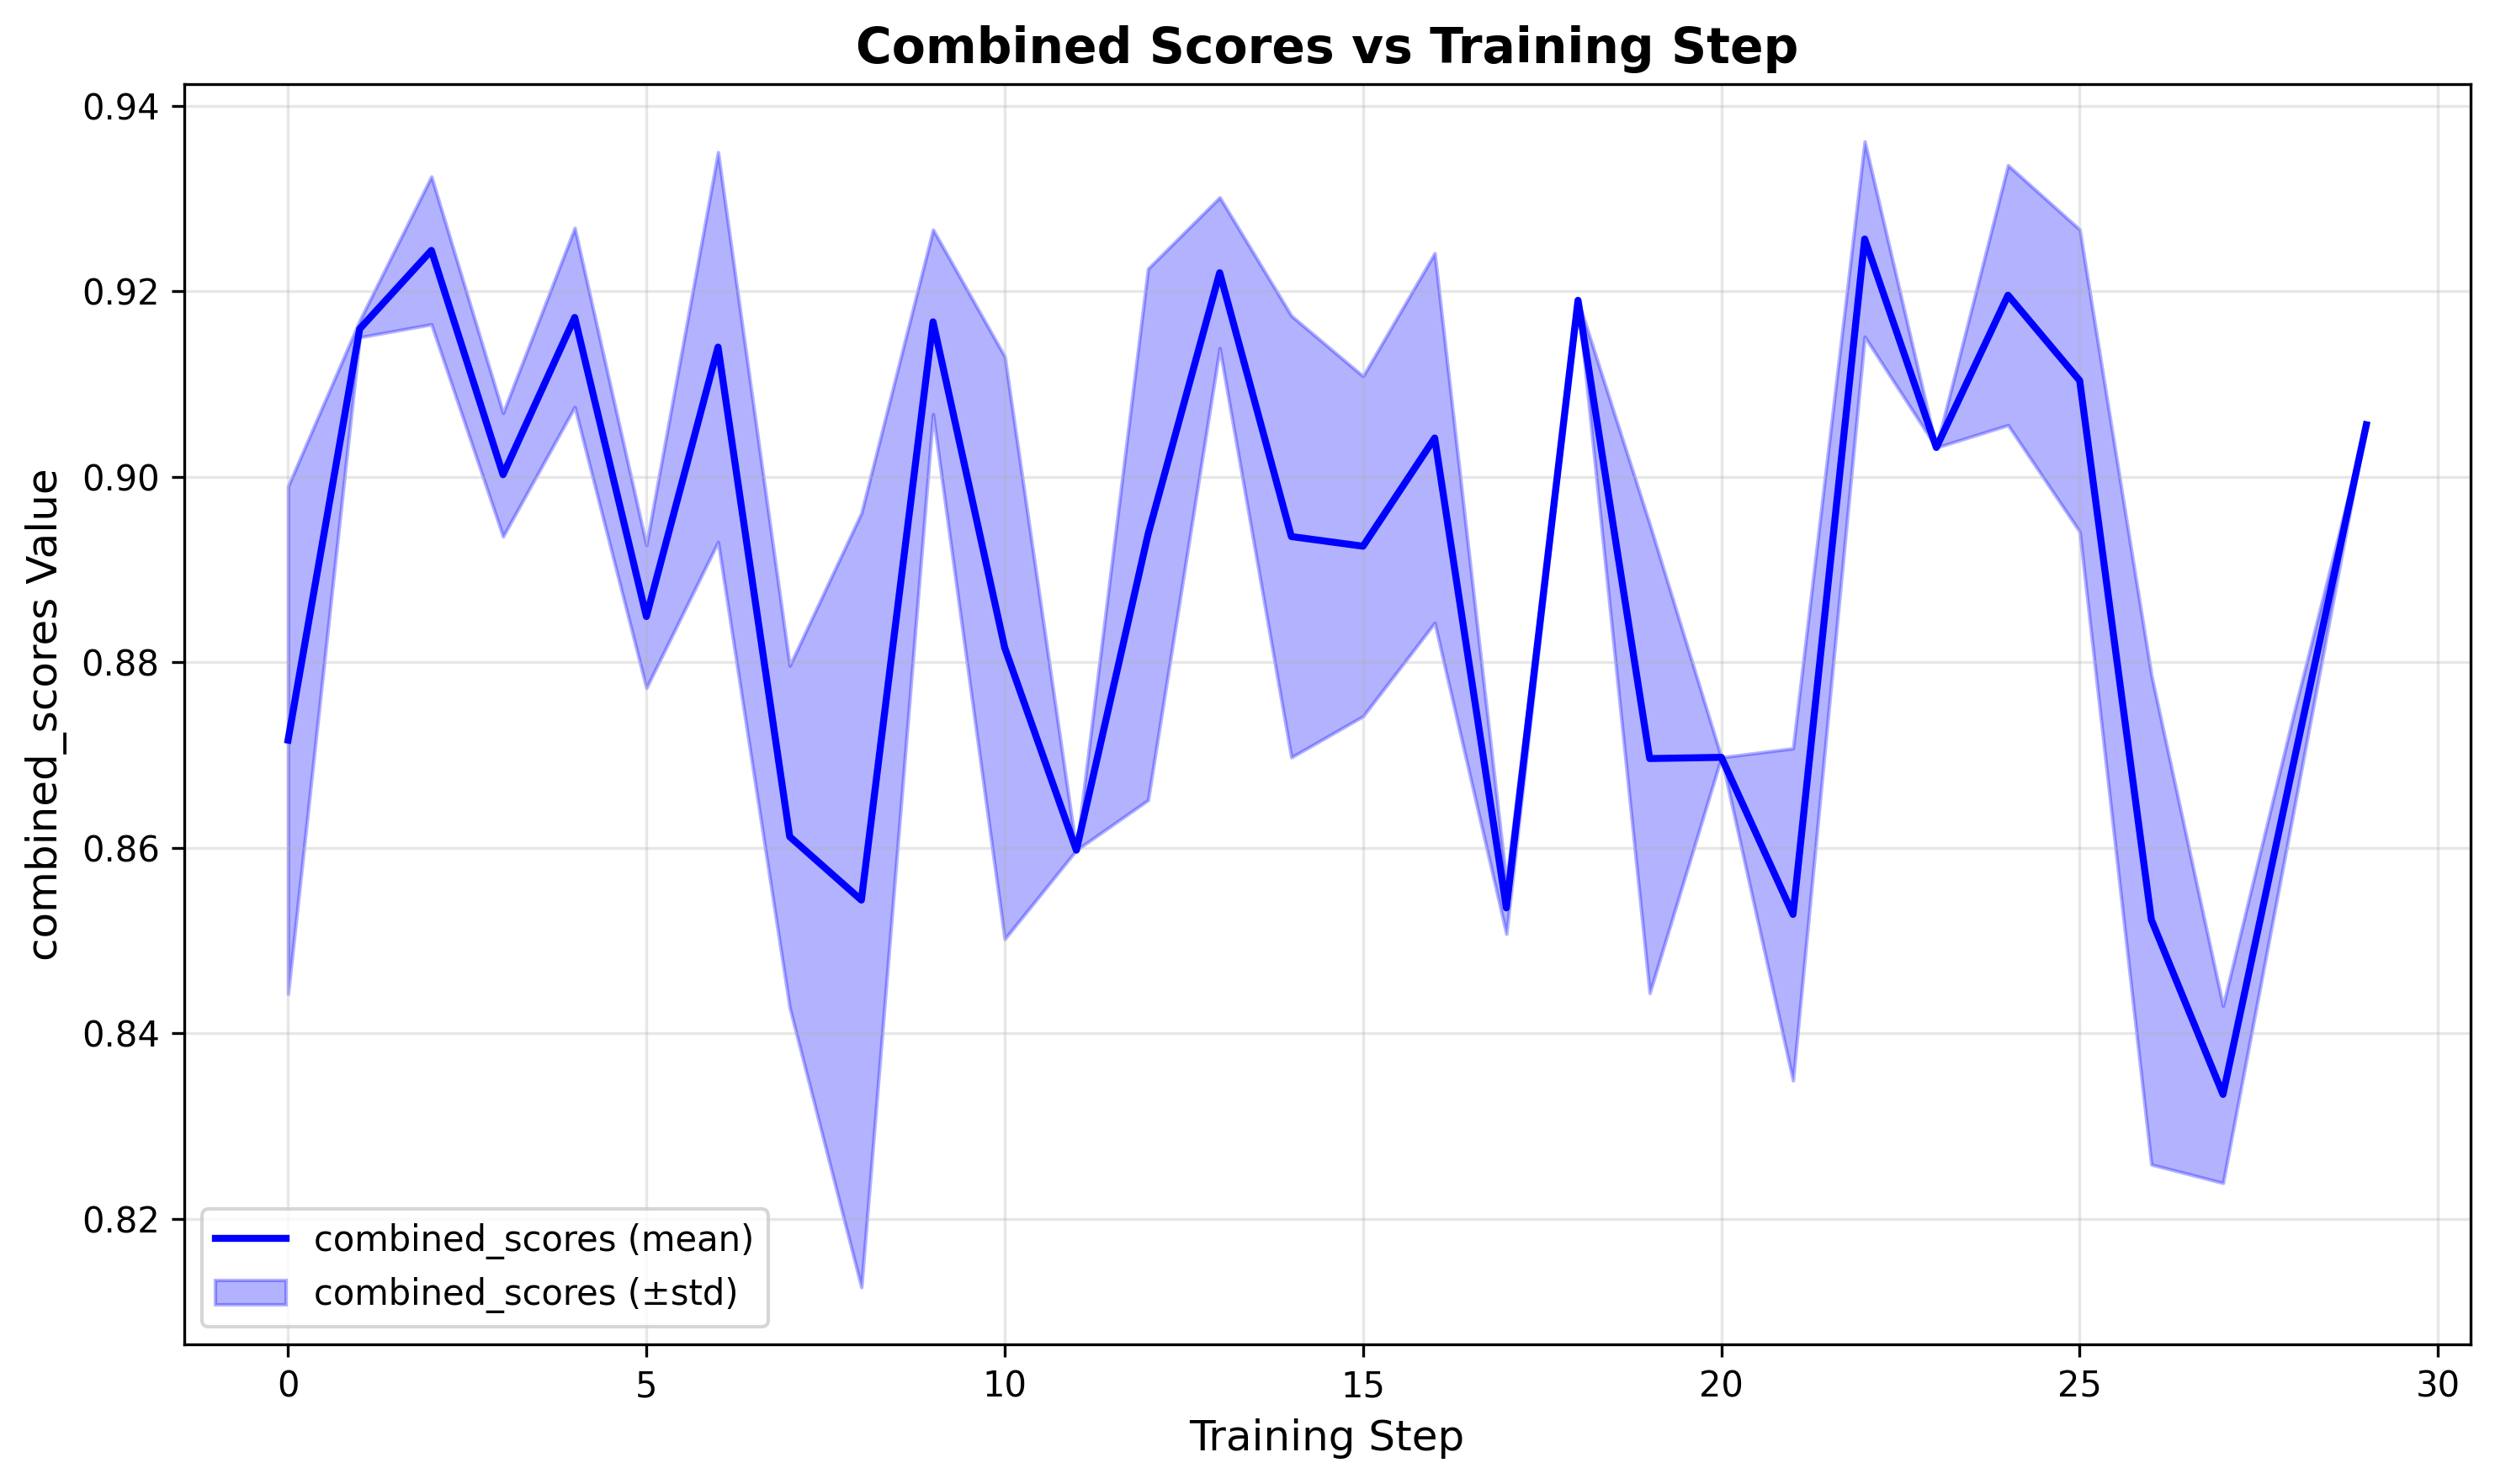 Combined Scores vs Training Step
combined_scores Value
0.94
0.92
0.90
0.88
0.86
0.84
0.82
combined_scores (mean)
combined_scores (±std)
0 5 10 15 20 25 30
Training Step